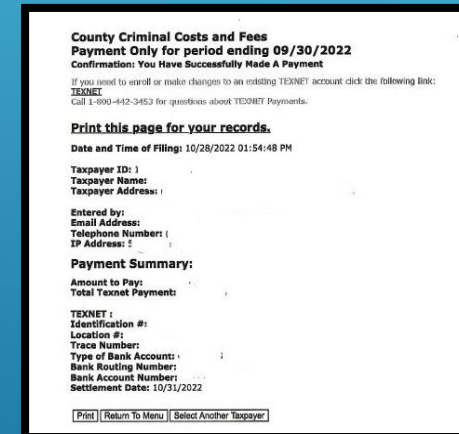 County Criminal Costs and Fees
Payment Only for period ending 09/30/2022
Confirmation: You Have Successfully Made A Payment
If you need to enroll or make changes to an existing TEXNET account click the following link:
TEXNET
Call 1-800-442-3453 for questions about TEXNET Payments.
Print this page for your records.
Date and Time of Filing: 10/28/2022 01:54:48 PM
Taxpayer ID:
Taxpayer Name:
Taxpayer Address:
Entered by:
Email Address:
Telephone Number: (
IP Address:
Payment Summary:
Amount to Pay:
Total Texnet Payment:
TEXNET :
Identification #:
Location #:
Trace Number:
Type of Bank Account:
Bank Routing Number:
Bank Account Number:
Settlement Date: 10/31/2022
Print Return To Menu Select Another Taxpayer